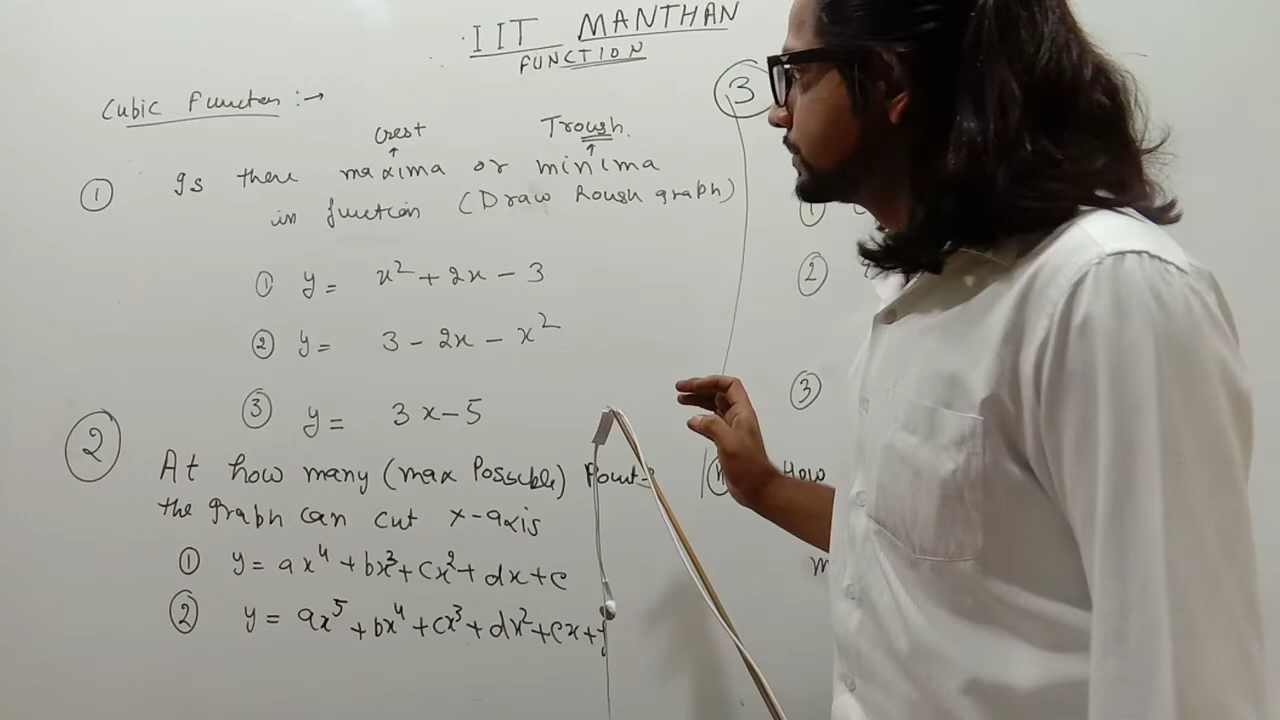 IIT MANTHAN
FUNCTION
Cubic Function :→
Crest Trough.
① Is there maxima or minima
in function (Draw Rough graph)
① y = x² + 2x - 3
② y = 3 - 2x - x²
③ y = 3x - 5
② At how many (max Possible) Point
the graph can cut x-axis
① y = ax⁴ + bx³ + cx² + dx + e
② y = ax⁵ + bx⁴ + cx³ + dx² + ex + f
③
①
②
③
How
m